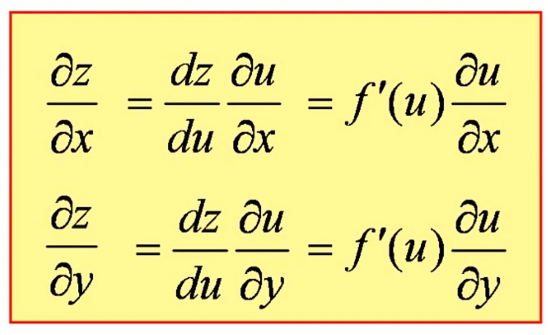 ∂z/∂x = dz/du ∂u/∂x = f'(u) ∂u/∂x
∂z/∂y = dz/du ∂u/∂y = f'(u) ∂u/∂y